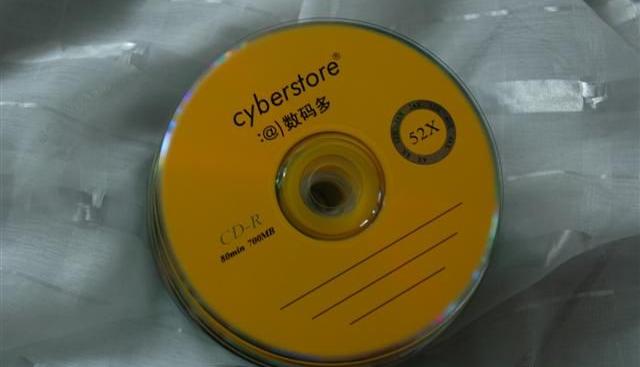 cyberstore®
:@)数码多
52X
CD-R
80min 700MB